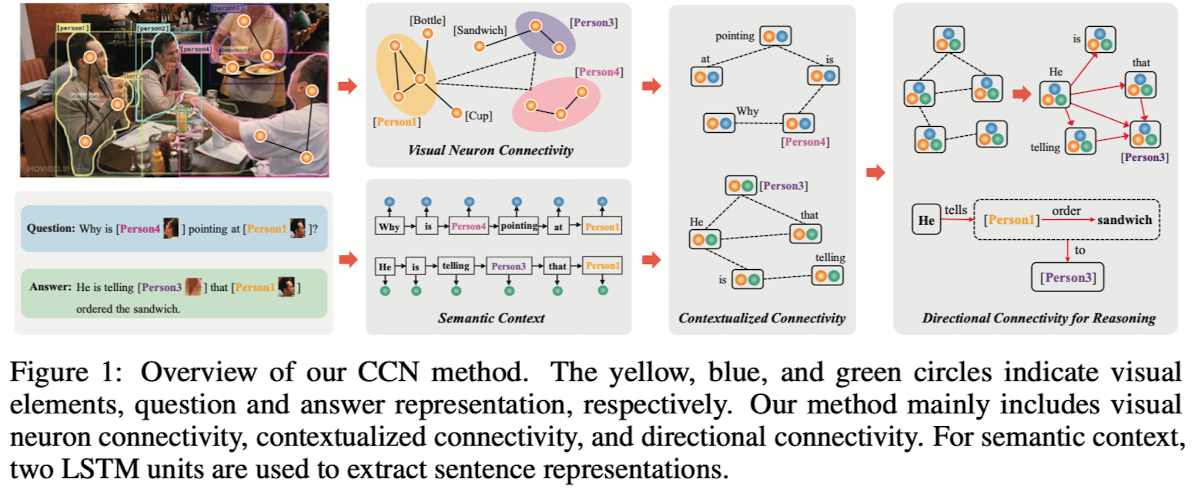 [person1]
[person2]
[person3]
[person4]
MOVIECLIPS
Question: Why is [Person4 ] pointing at [Person1 ]?
Answer: He is telling [Person3 ] that [Person1 ]
ordered the sandwich.
[Bottle]
[Sandwich]
[Person3]
[Person4]
[Person1]
[Cup]
Visual Neuron Connectivity
Why is Person4 pointing at Person1
He is telling Person3 that Person1
Semantic Context
pointing
at
is
Why
[Person4]
[Person3]
He
that
telling
is
Contextualized Connectivity
is
He
that
telling
[Person3]
He tells [Person1] order sandwich
to
[Person3]
Directional Connectivity for Reasoning
Figure 1: Overview of our CCN method. The yellow, blue, and green circles indicate visual
elements, question and answer representation, respectively. Our method mainly includes visual
neuron connectivity, contextualized connectivity, and directional connectivity. For semantic context,
two LSTM units are used to extract sentence representations.